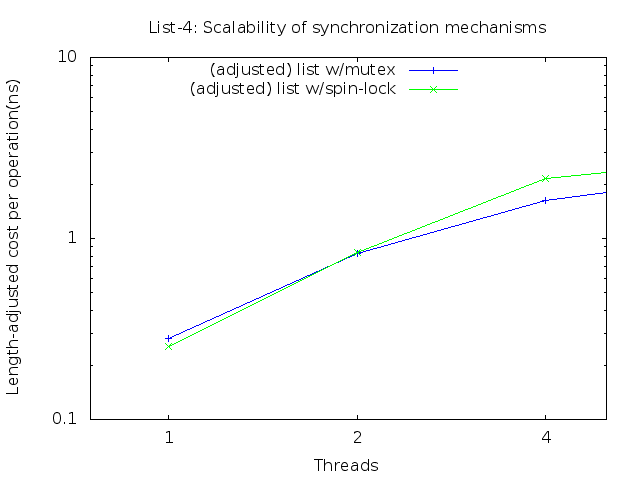 List-4: Scalability of synchronization mechanisms
(adjusted) list w/mutex
(adjusted) list w/spin-lock
Length-adjusted cost per operation(ns)
10
1
0.1
1 2 4
Threads